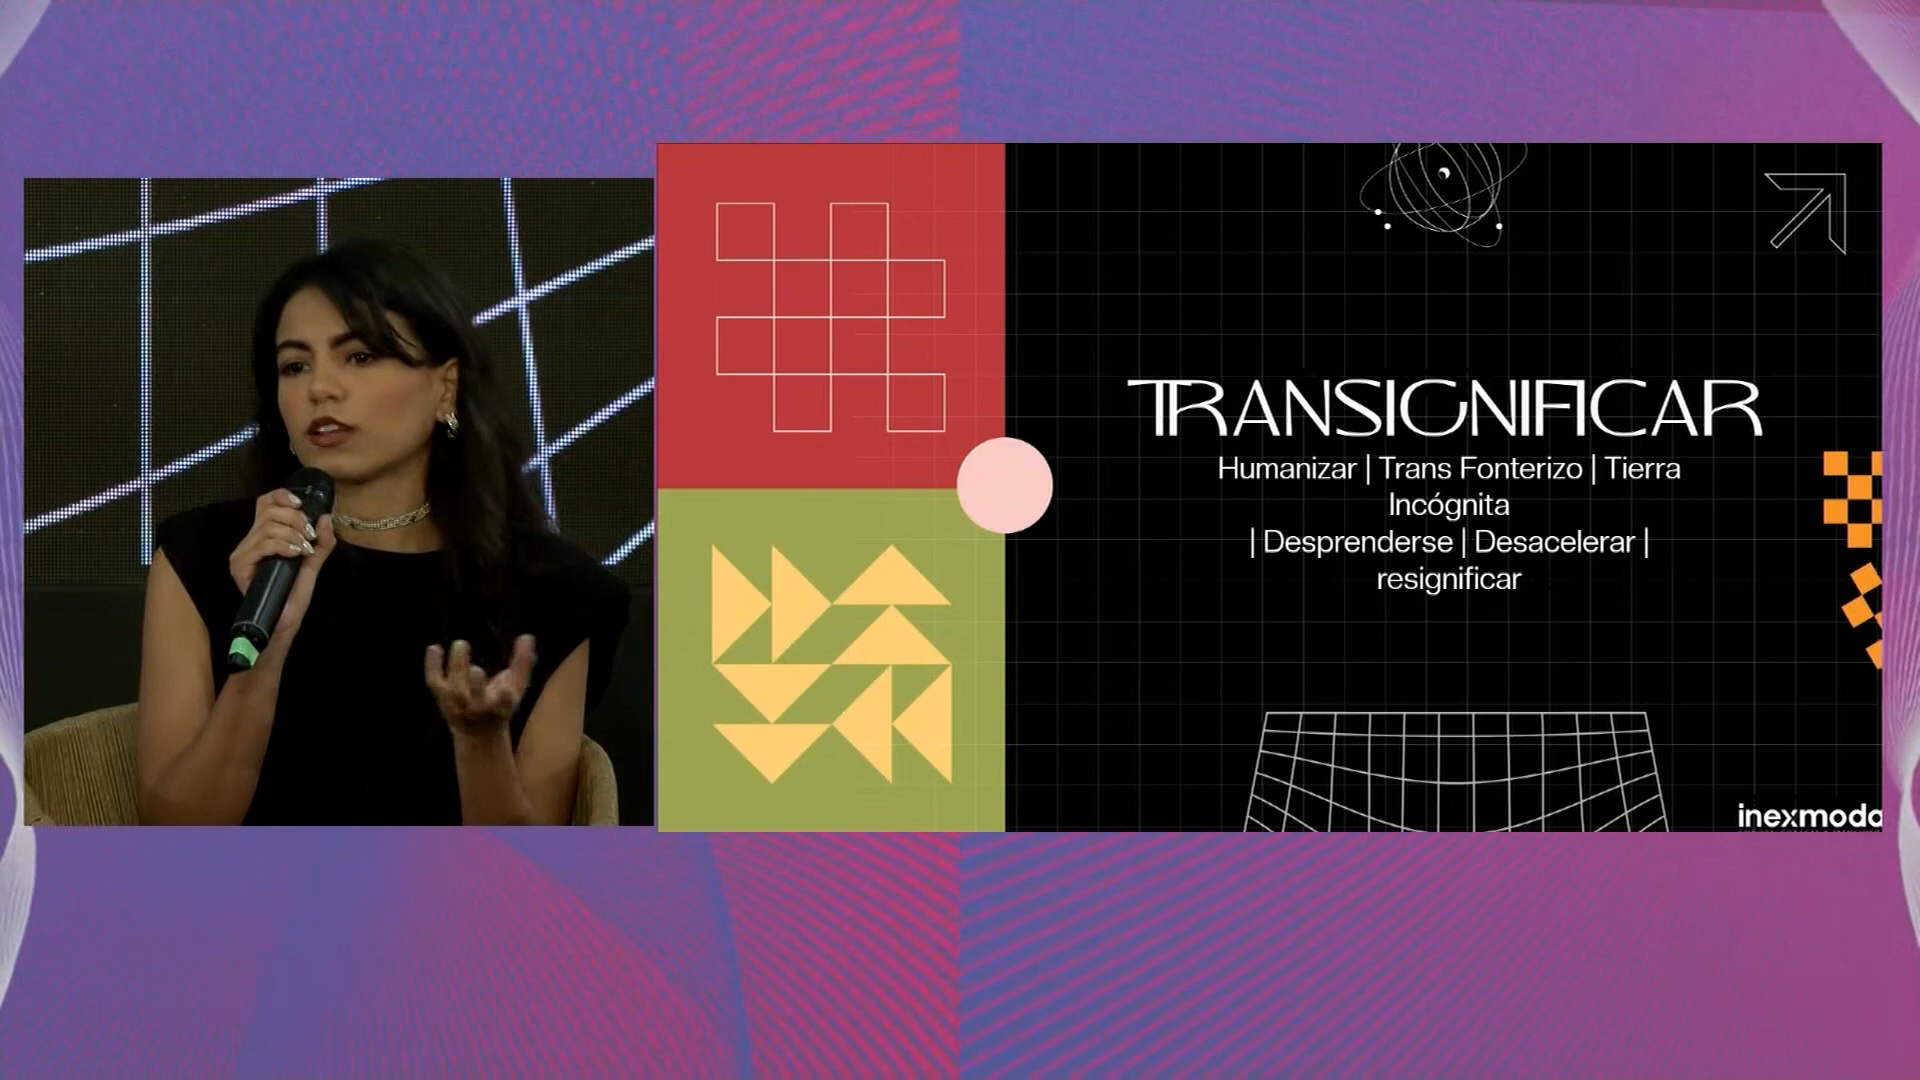 TRANSIGNIFICAR
Humanizar | Trans Fonterizo | Tierra
Incógnita
| Desprenderse | Desacelerar |
resignificar
inexmoda